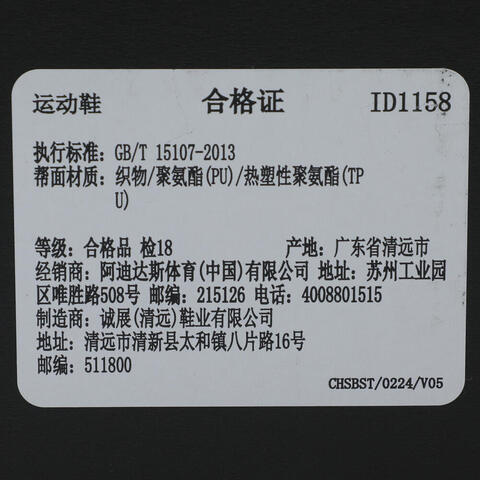 运动鞋 合格证 ID1158
执行标准: GB/T 15107-2013
帮面材质: 织物/聚氨酯(PU)/热塑性聚氨酯(TP
U)
等级: 合格品 检18 产地: 广东省清远市
经销商: 阿迪达斯体育(中国)有限公司 地址: 苏州工业园
区唯胜路508号 邮编: 215126 电话: 4008801515
制造商: 诚展(清远)鞋业有限公司
地址: 清远市清新县太和镇八片路16号
邮编: 511800
CHSBST/0224/V05